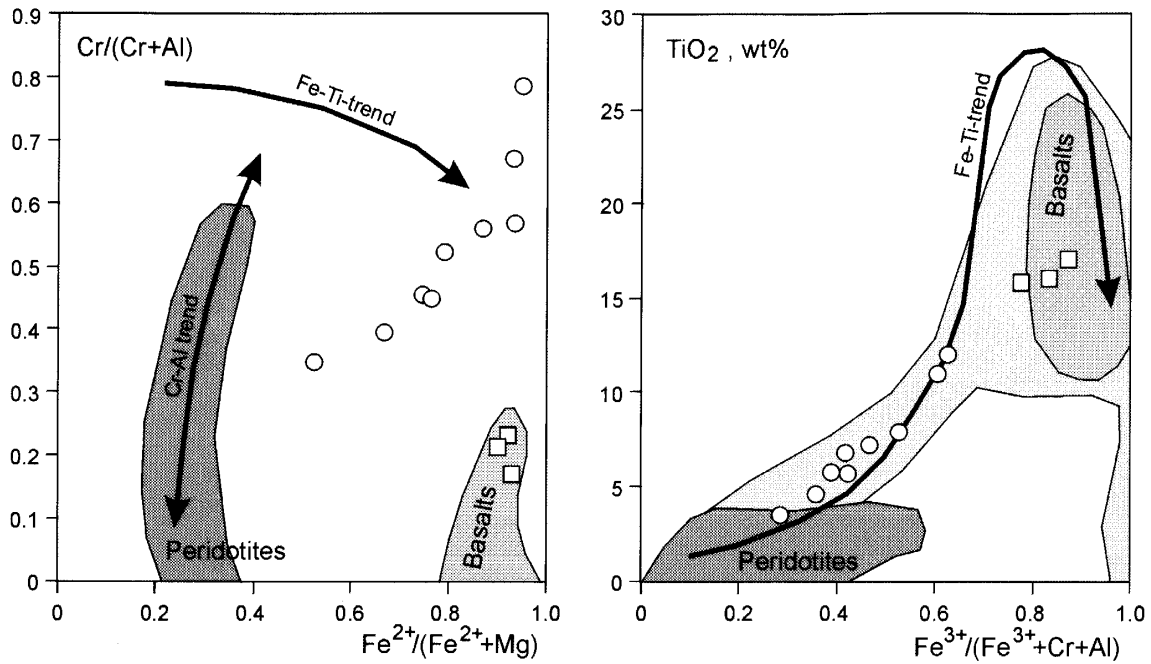 Cr/(Cr+Al)
0.9
0.8
0.7
0.6
0.5
0.4
0.3
0.2
0.1
0
Fe-Ti-trend
Cr-Al trend
Peridotites
Basalts
0 0.2 0.4 0.6 0.8 1.0
Fe²⁺/(Fe²⁺+Mg)
TiO₂ , wt%
30
25
20
15
10
5
0
Fe-Ti-trend
Basalts
Peridotites
0 0.2 0.4 0.6 0.8 1.0
Fe³⁺/(Fe³⁺+Cr+Al)